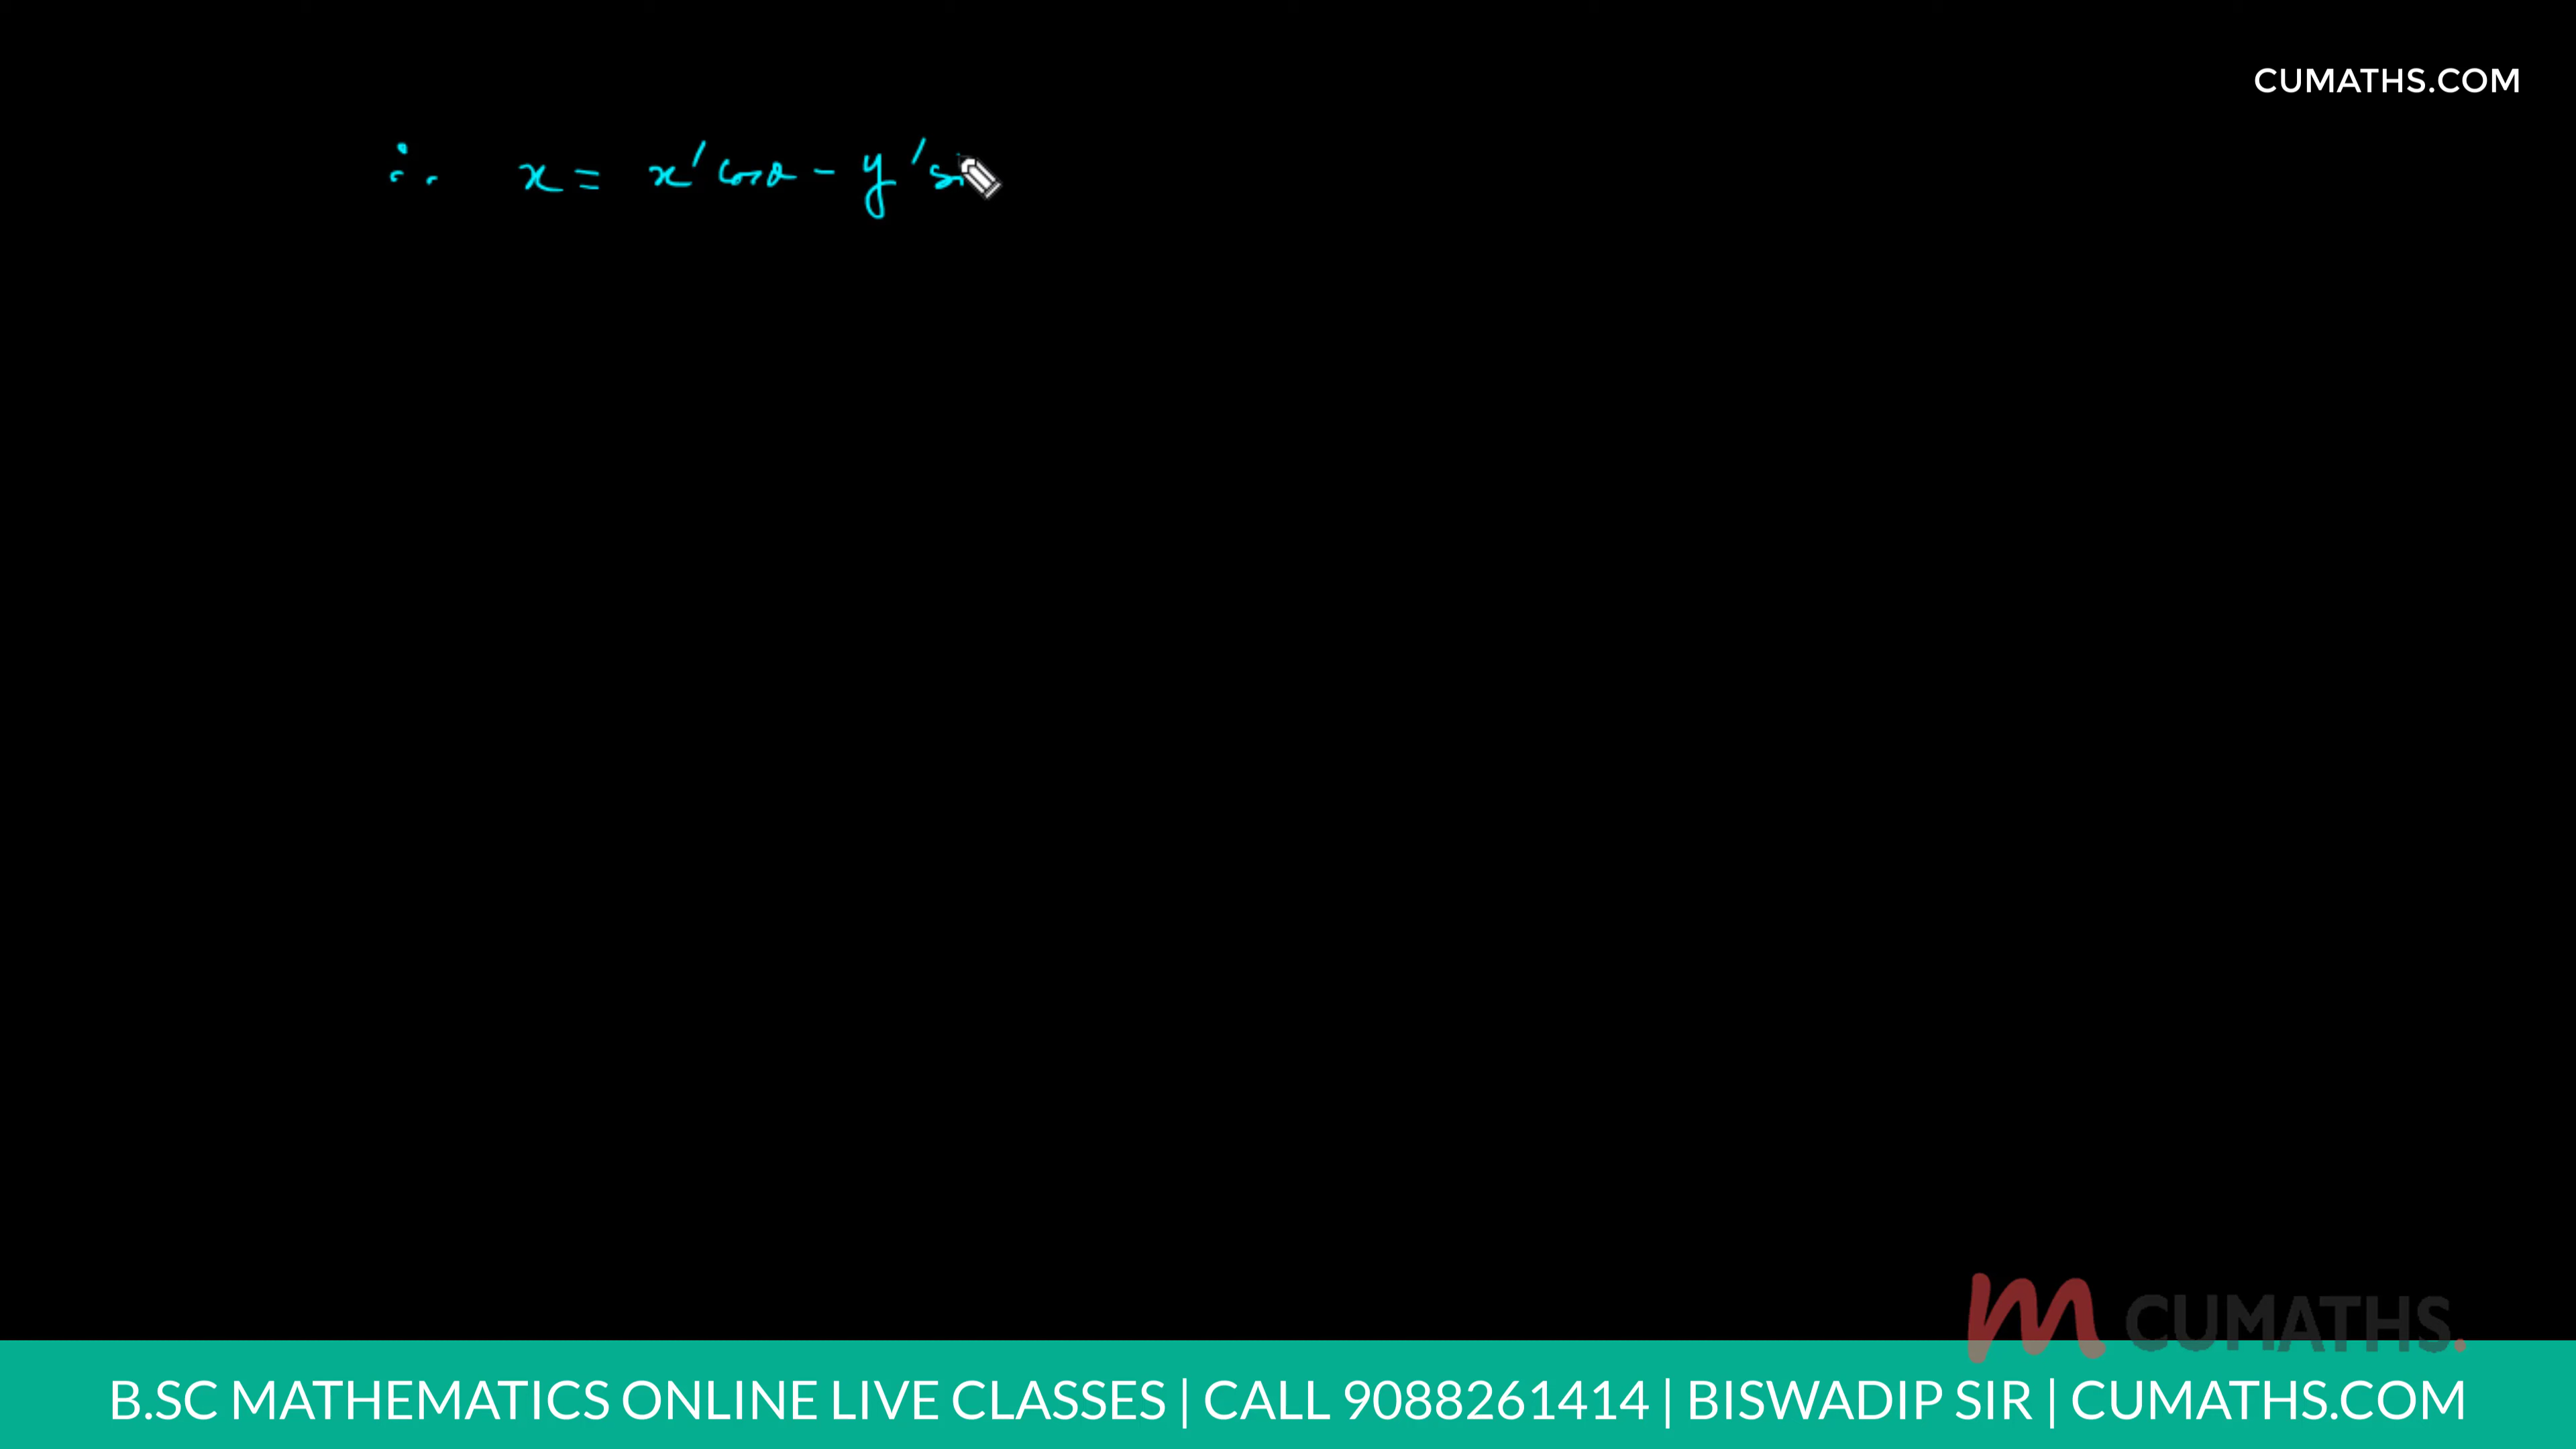 CUMATHS.COM
∴ x = x' cosθ - y' si
m CUMATHS.
B.SC MATHEMATICS ONLINE LIVE CLASSES | CALL 9088261414 | BISWADIP SIR | CUMATHS.COM